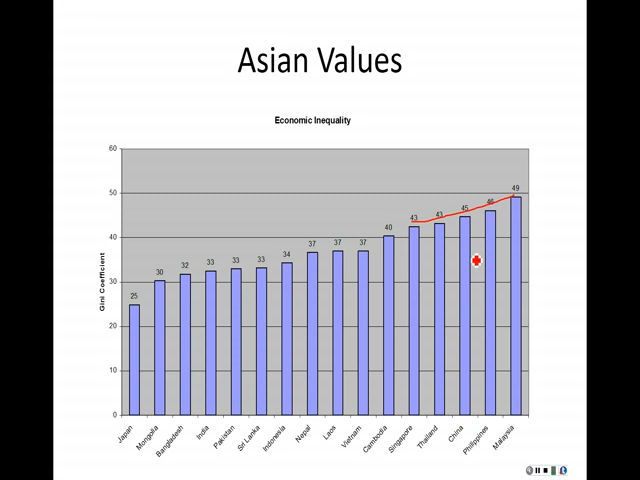 Asian Values
Economic Inequality
Gini Coefficient
60
50
40
30
20
10
0
25
30
32
33
33
33
34
37
37
37
40
43
43
45
46
49
Japan
Mongolia
Bangladesh
India
Pakistan
Sri Lanka
Indonesia
Nepal
Laos
Vietnam
Cambodia
Singapore
Thailand
China
Philippines
Malaysia